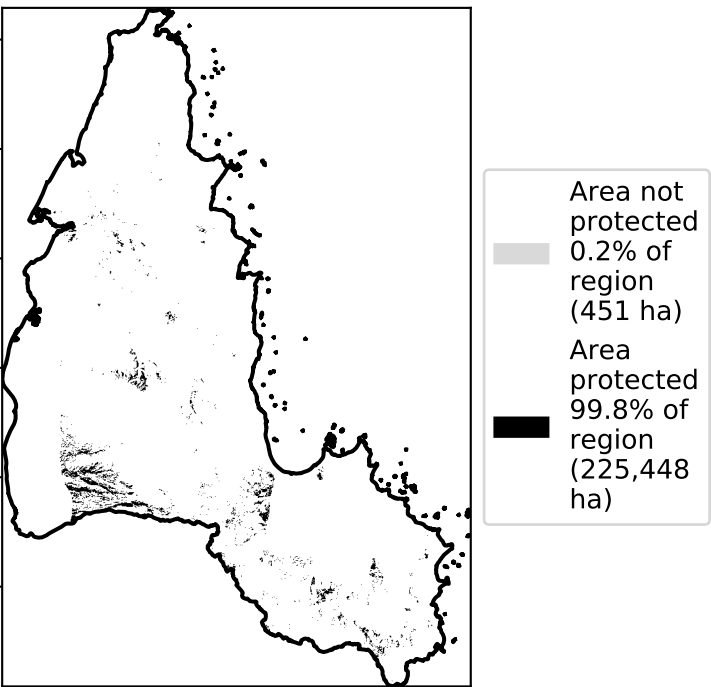 Area not
protected
0.2% of
region
(451 ha)
Area
protected
99.8% of
region
(225,448
ha)